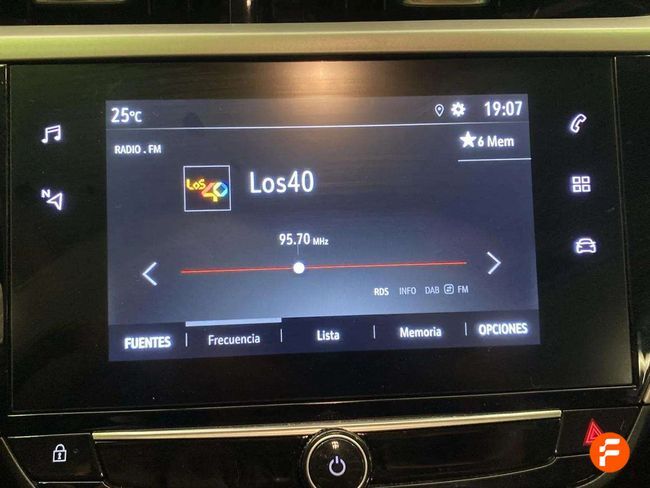 25°C
19:07
RADIO . FM
★6 Mem
N
Los40
Los40
95.70 MHz
RDS INFO DAB FM
FUENTES Frecuencia Lista Memoria OPCIONES